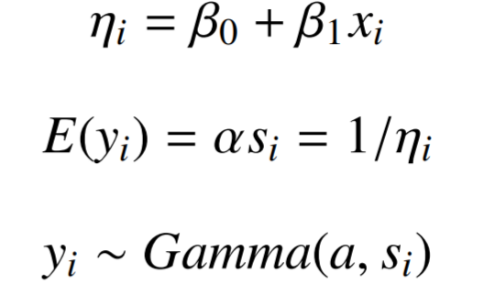 ηᵢ = β₀ + β₁xᵢ
E(yᵢ) = αsᵢ = 1/ηᵢ
yᵢ ~ Gamma(a, sᵢ)